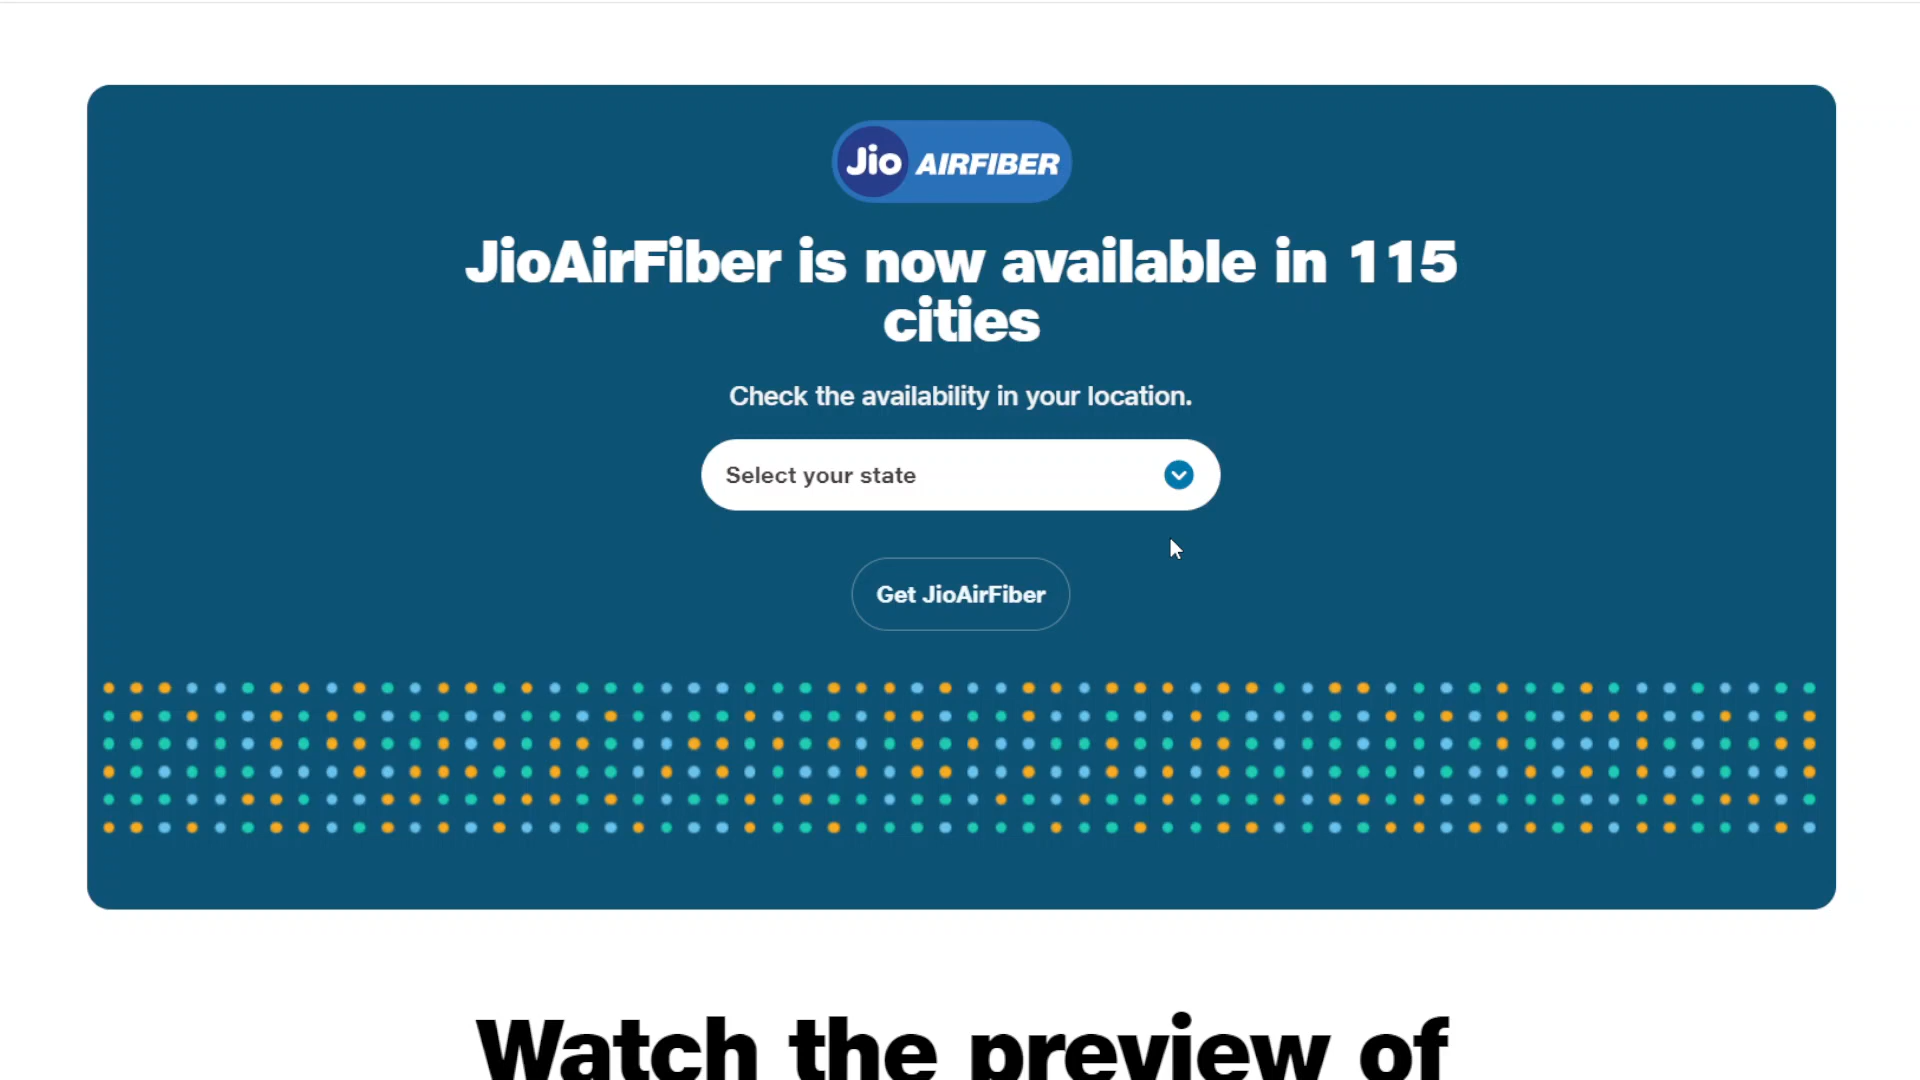 Jio AIRFIBER
JioAirFiber is now available in 115
cities
Check the availability in your location.
Select your state
Get JioAirFiber
Watch the preview of